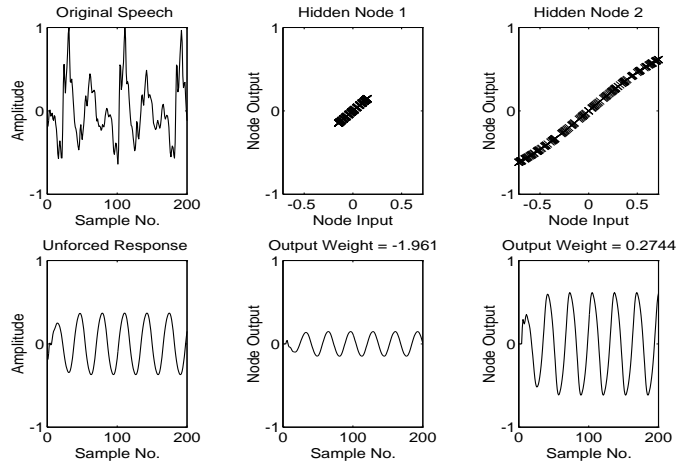 Original Speech
1
0
-1
Amplitude
0
100
200
Sample No.
Hidden Node 1
1
0
-1
Node Output
-0.5
0
0.5
Node Input
Hidden Node 2
1
0
-1
Node Output
-0.5
0
0.5
Node Input
Unforced Response
1
0
-1
Amplitude
0
100
200
Sample No.
Output Weight = -1.961
1
0
-1
Node Output
0
100
200
Sample No.
Output Weight = 0.2744
1
0
-1
Node Output
0
100
200
Sample No.